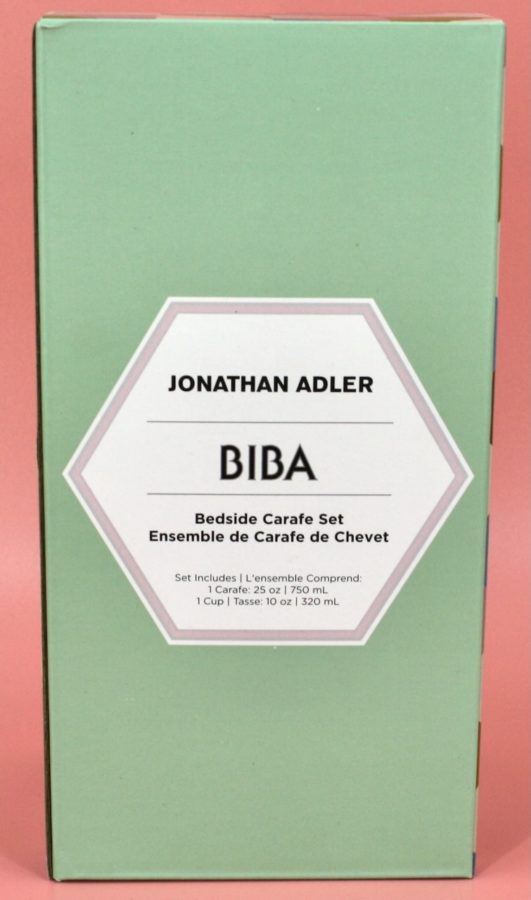 JONATHAN ADLER
BIBA
Bedside Carafe Set
Ensemble de Carafe de Chevet
Set Includes | L'ensemble Comprend:
1 Carafe: 25 oz | 750 mL
1 Cup | Tasse: 10 oz | 320 mL